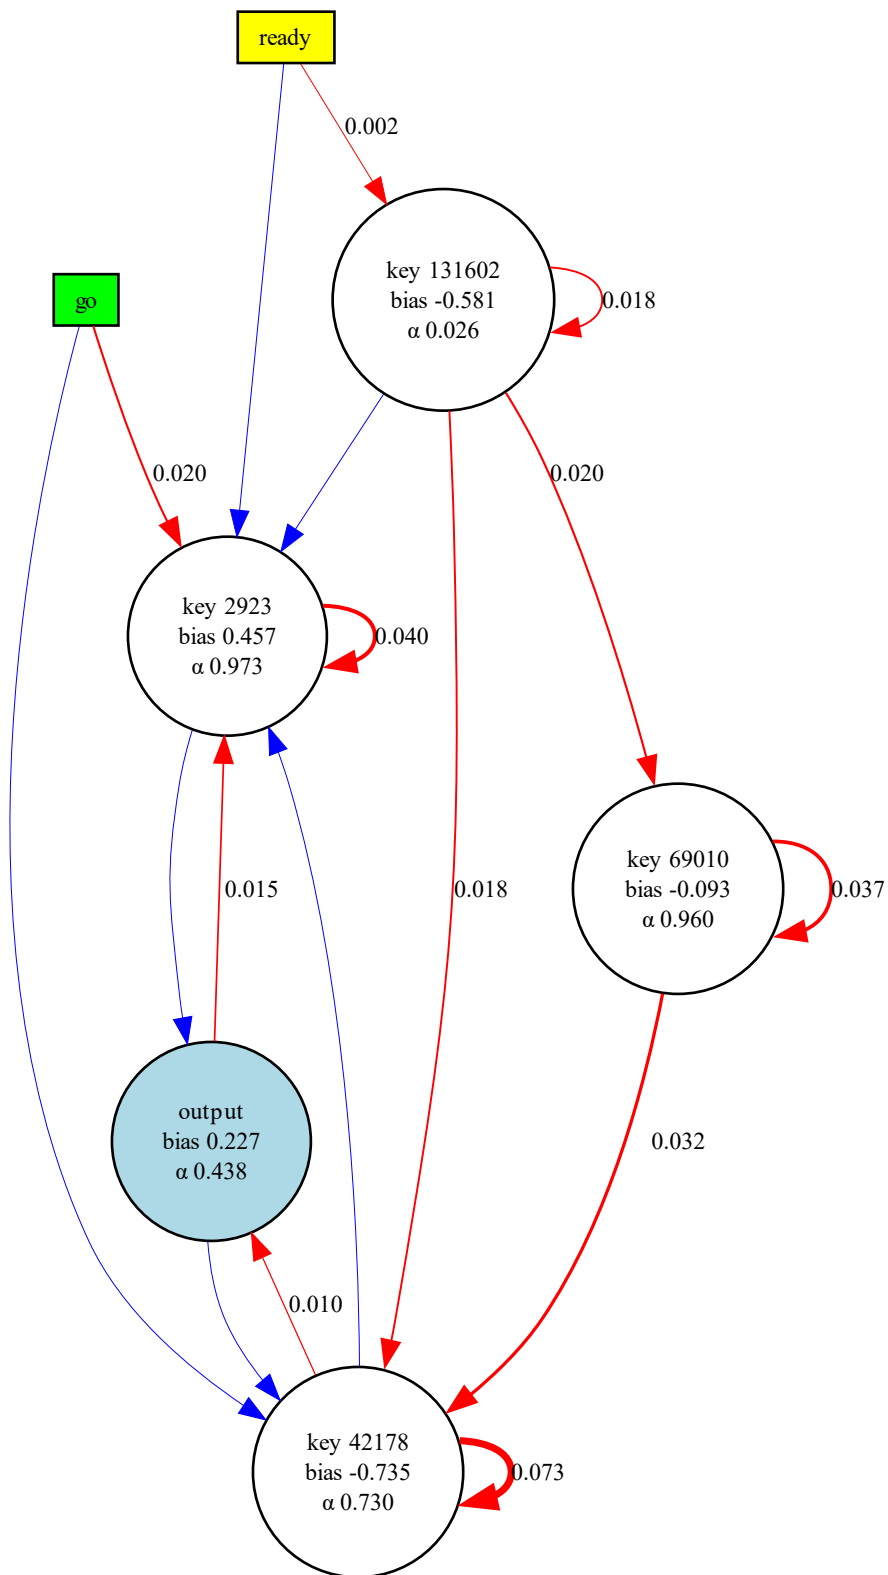 ready
0.002
key 131602
bias -0.581
α 0.026
0.018
go
0.020
0.020
key 2923
bias 0.457
α 0.973
0.040
key 69010
bias -0.093
α 0.960
0.037
0.015
0.018
output
bias 0.227
α 0.438
0.032
0.010
key 42178
bias -0.735
α 0.730
0.073